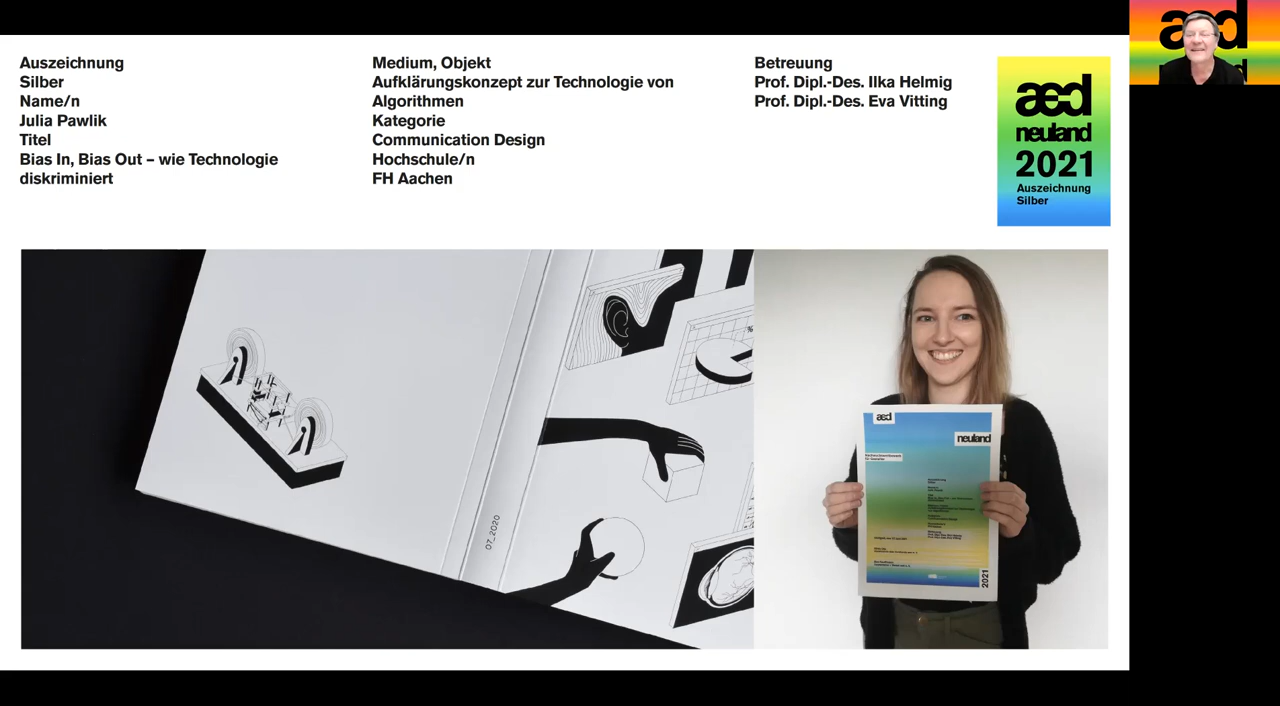 Auszeichnung
Silber
Name/n
Julia Pawlik
Titel
Bias In, Bias Out – wie Technologie
diskriminiert
Medium, Objekt
Aufklärungskonzept zur Technologie von
Algorithmen
Kategorie
Communication Design
Hochschule/n
FH Aachen
Betreuung
Prof. Dipl.-Des. Ilka Helmig
Prof. Dipl.-Des. Eva Vitting
aed
neuland
2021
Auszeichnung
Silber
aed
07_2020
%
aed
neuland
2021